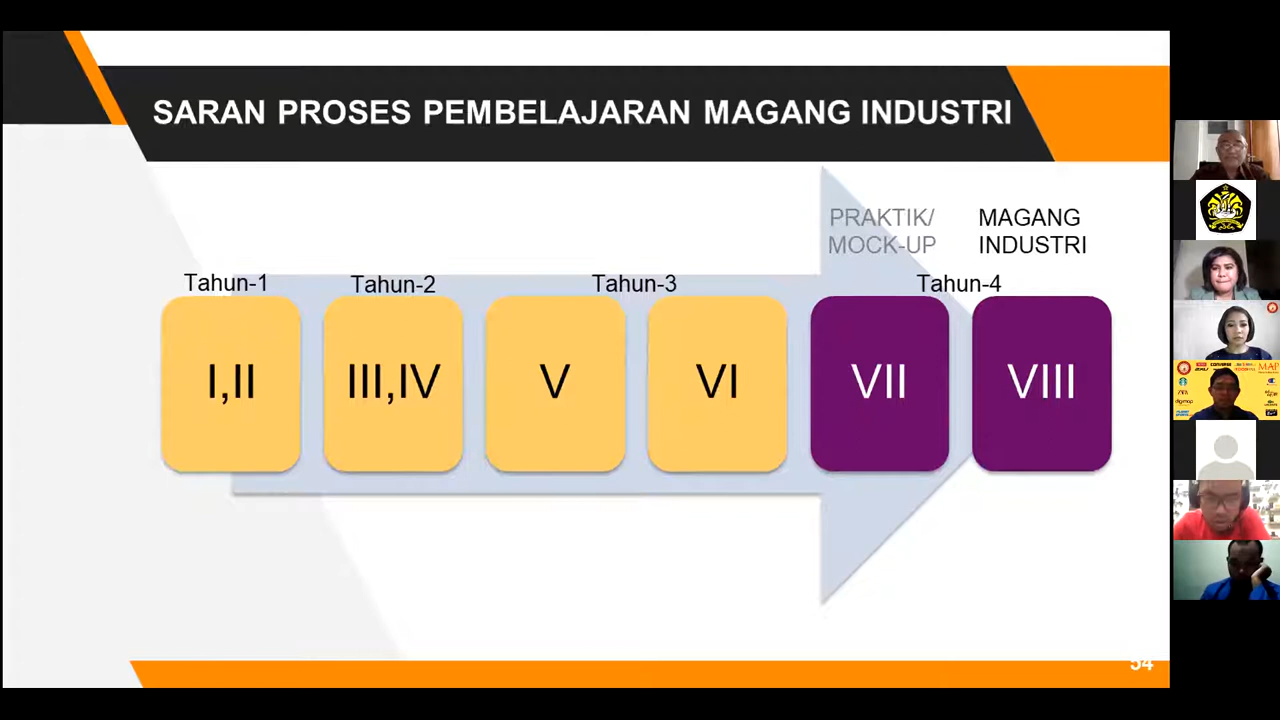 SARAN PROSES PEMBELAJARAN MAGANG INDUSTRI
PRAKTIK/
MOCK-UP
MAGANG
INDUSTRI
Tahun-1
Tahun-2
Tahun-3
Tahun-4
I,II
III,IV
V
VI
VII
VIII
54
MAP